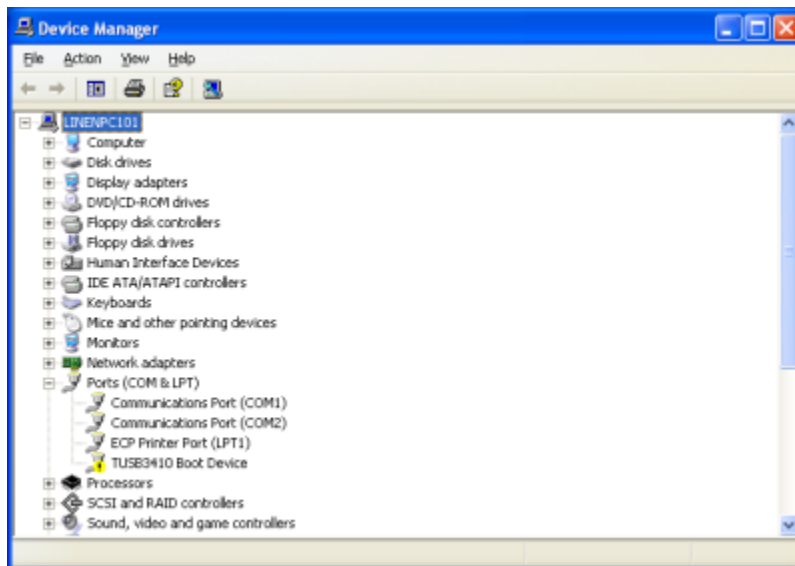 Device Manager
File Action View Help
LINENPC101
Computer
Disk drives
Display adapters
DVD/CD-ROM drives
Floppy disk controllers
Floppy disk drives
Human Interface Devices
IDE ATA/ATAPI controllers
Keyboards
Mice and other pointing devices
Monitors
Network adapters
Ports (COM & LPT)
Communications Port (COM1)
Communications Port (COM2)
ECP Printer Port (LPT1)
TUSB3410 Boot Device
Processors
SCSI and RAID controllers
Sound, video and game controllers